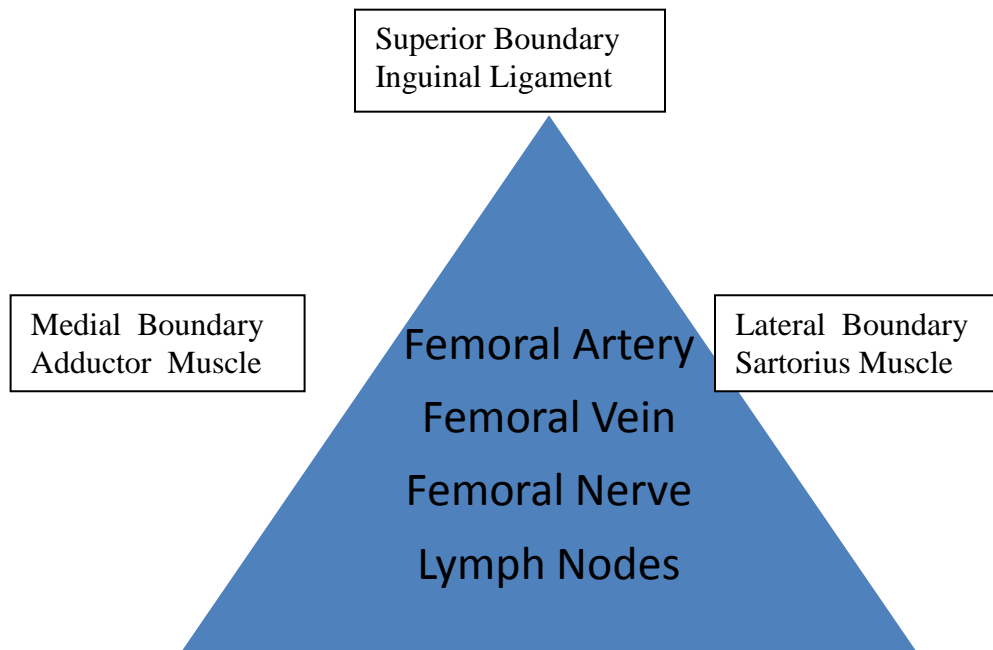 Superior Boundary
Inguinal Ligament
Medial Boundary
Adductor Muscle
Femoral Artery
Femoral Vein
Femoral Nerve
Lymph Nodes
Lateral Boundary
Sartorius Muscle